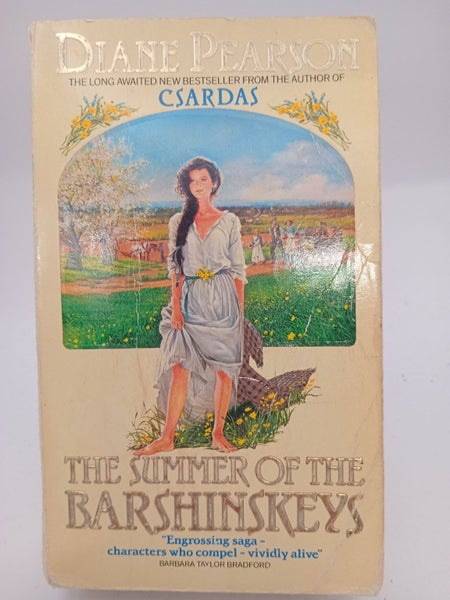 DIANE PEARSON
THE LONG AWAITED NEW BESTSELLER FROM THE AUTHOR OF
CSARDAS
THE SUMMER OF THE
BARSHINSKEYS
"Engrossing saga -
characters who compel - vividly alive"
BARBARA TAYLOR BRADFORD